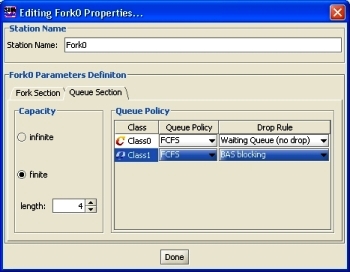 Editing Fork0 Properties...
Station Name
Station Name: Fork0
Fork0 Parameters Definiton
Fork Section Queue Section
Capacity
infinite
finite
length: 4
Queue Policy
Class Queue Policy Drop Rule
Class0 FCFS Waiting Queue (no drop)
Class1 FCFS BAS blocking
Done